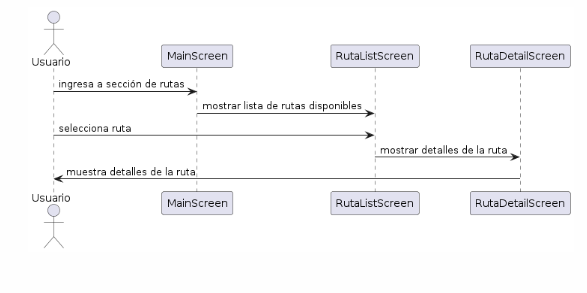 Usuario
MainScreen
RutaListScreen
RutaDetailScreen
ingresa a sección de rutas
mostrar lista de rutas disponibles
selecciona ruta
mostrar detalles de la ruta
muestra detalles de la ruta
Usuario
MainScreen
RutaListScreen
RutaDetailScreen